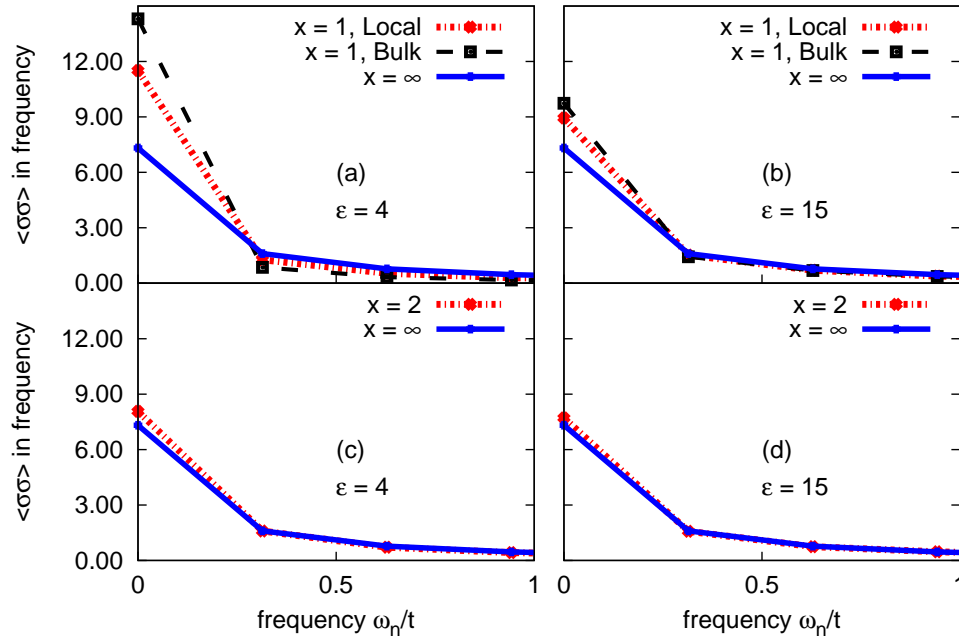 x = 1, Local
x = 1, Bulk
x = ∞
12.00
9.00
6.00
3.00
0.00
<σσ> in frequency
(a)
ε = 4
x = 1, Local
x = 1, Bulk
x = ∞
(b)
ε = 15
x = 2
x = ∞
12.00
9.00
6.00
3.00
0.00
<σσ> in frequency
(c)
ε = 4
0
0.5
frequency ωn/t
x = 2
x = ∞
(d)
ε = 15
0
0.5
1
frequency ωn/t